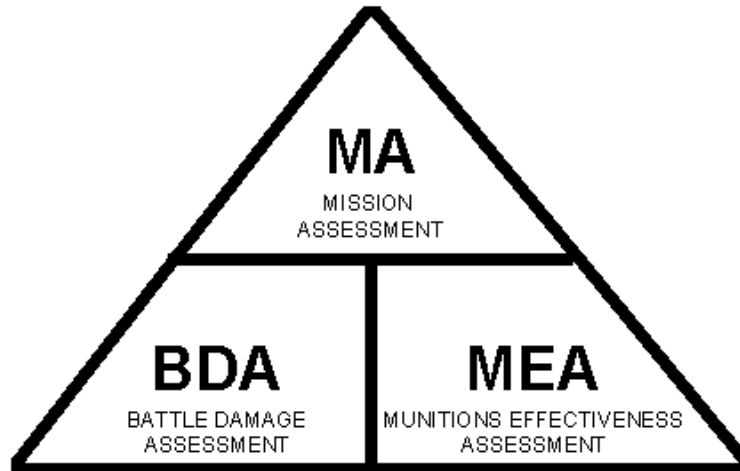 MA
MISSION
ASSESSMENT
BDA
MEA
BATTLE DAMAGE
ASSESSMENT
MUNITIONS EFFECTIVENESS
ASSESSMENT